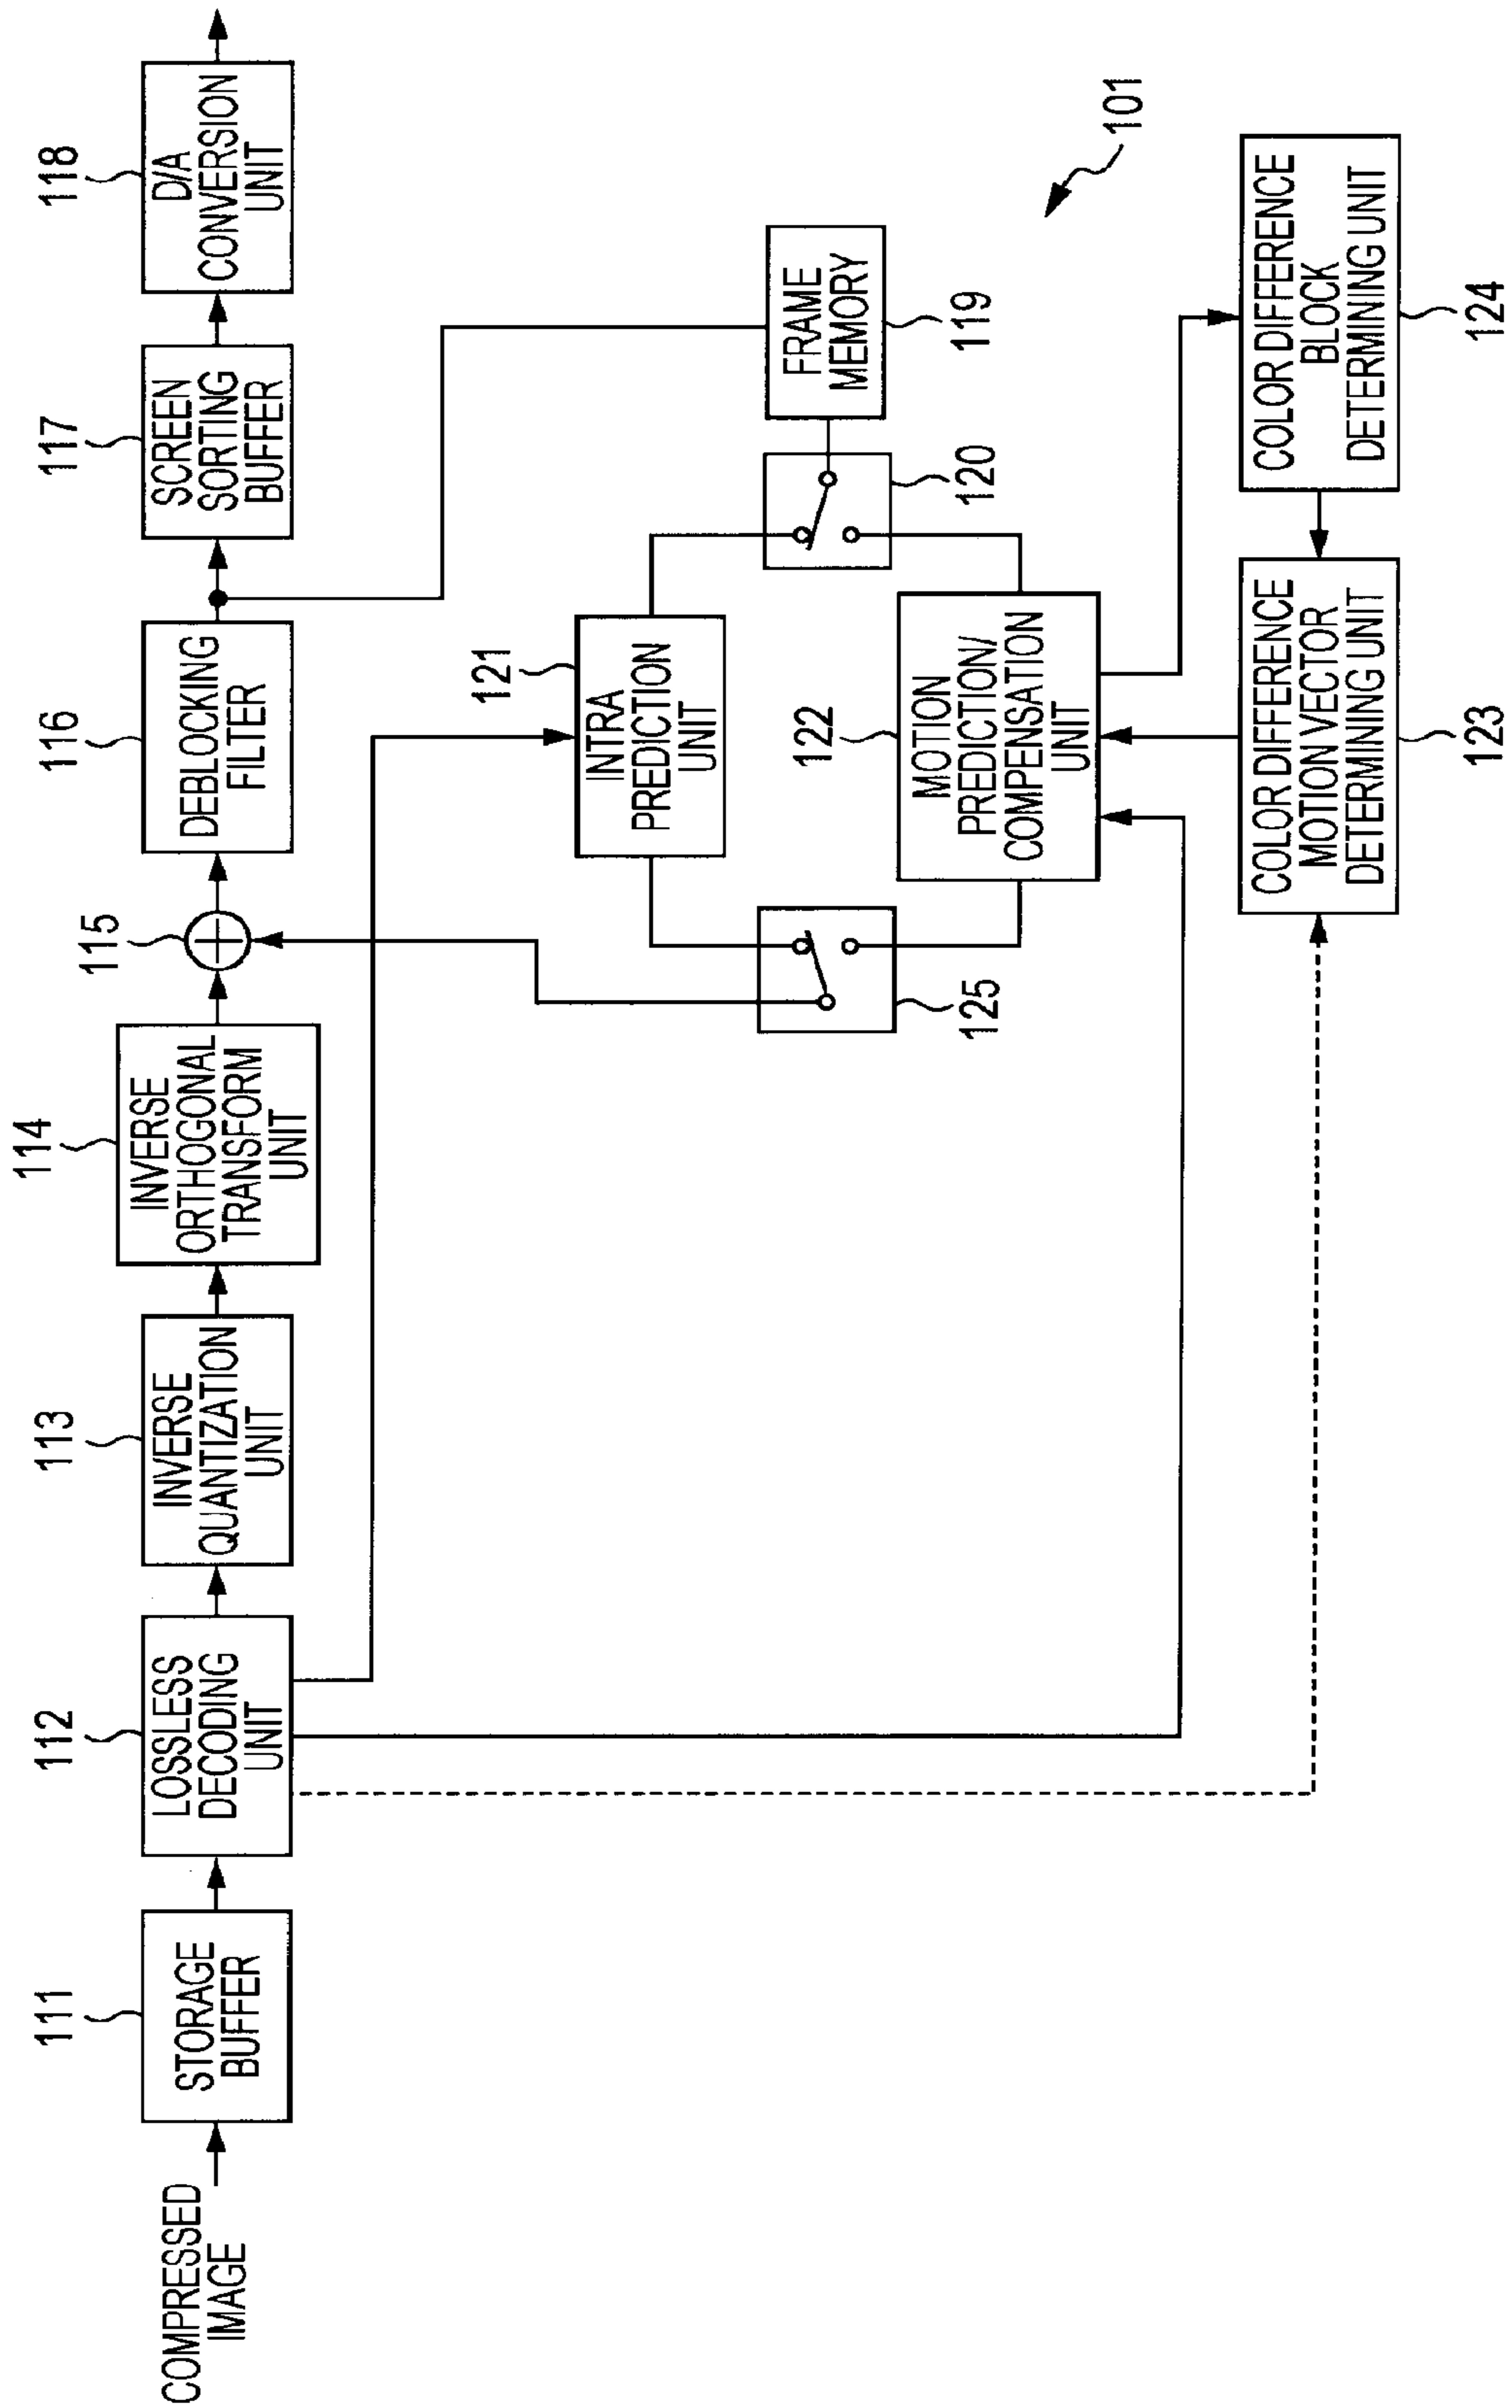 COMPRESSED
IMAGE
111
STORAGE
BUFFER
112
LOSSLESS
DECODING
UNIT
113
INVERSE
QUANTIZATION
UNIT
114
INVERSE
ORTHOGONAL
TRANSFORM
UNIT
115
116
DEBLOCKING
FILTER
117
SCREEN
SORTING
BUFFER
118
D/A
CONVERSION
UNIT
121
INTRA
PREDICTION
UNIT
FRAME
MEMORY
119
101
125
120
122
MOTION
PREDICTION/
COMPENSATION
UNIT
COLOR DIFFERENCE
MOTION VECTOR
DETERMINING UNIT
123
COLOR DIFFERENCE
BLOCK
DETERMINING UNIT
124